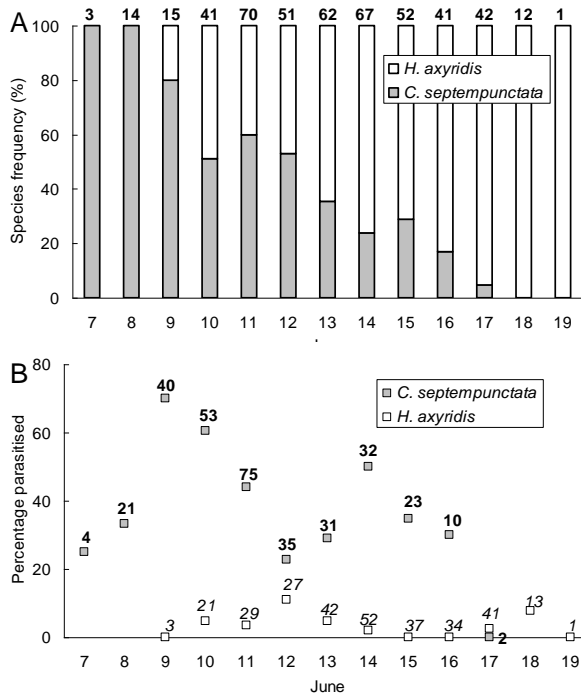 A
3 14 15 41 70 51 62 67 52 41 42 12 1
100
80
60
40
20
0
Species frequency (%)
H. axyridis
C. septempunctata
7 8 9 10 11 12 13 14 15 16 17 18 19
B
80
60
40
20
0
Percentage parasitised
C. septempunctata
H. axyridis
4 21 40 53 75 35 31 32 23 10 2
3 21 29 27 42 52 37 34 41 13 1
7 8 9 10 11 12 13 14 15 16 17 18 19
June